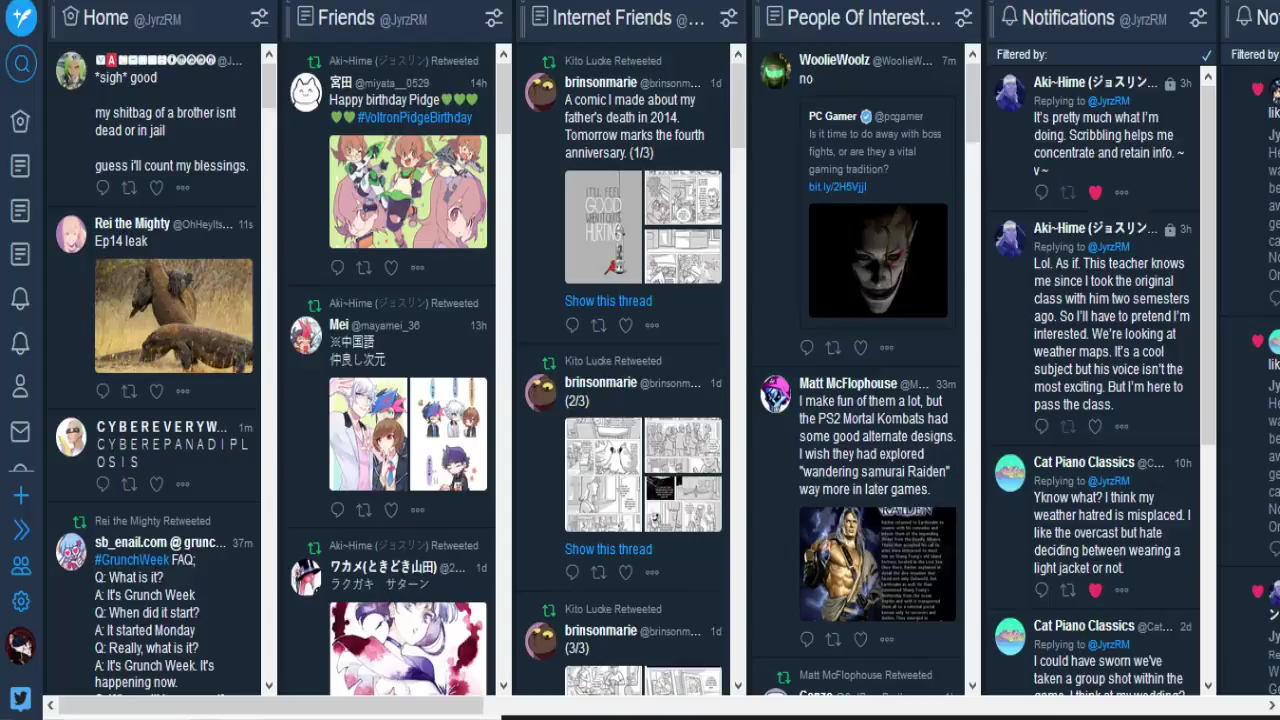 Home @JyrzRM
@J...
*sigh* good
my shitbag of a brother isnt
dead or in jail
guess i'll count my blessings.
Rei the Mighty @OhHeyIts... 11s
Ep14 leak
C Y B E R E V E R Y W... 1m
C Y B E R E P A N A D I P L
O S I S
Rei the Mighty Retweeted
sb_email.com @ 37m
#GrunchWeek FAQ
Q: What is it?
A: It's Grunch Week.
Q: When did it start?
A: It started Monday
Q: Really, what is it?
A: It's Grunch Week. It's
happening now.
Friends @JyrzRM
Aki~Hime (ジョスリン) Retweeted
宮田 @miyata__0529 14h
Happy birthday Pidge💚💚💚
💚💚#VoltronPidgeBirthday
Aki~Hime (ジョスリン) Retweeted
Mei @mayamei_36 13h
※中国語
仲良し次元
Aki~Hime (ジョスリン) Retweeted
ワカメ(ときどき山田) @2... 1d
ラクガキ・サターン
Internet Friends @...
Kito Lucke Retweeted
brinsonmarie @brinsonm... 1d
A comic I made about my
father's death in 2014.
Tomorrow marks the fourth
anniversary. (1/3)
IT'LL FEEL
GOOD
WHEN IT QUITS
HURTING
Show this thread
Kito Lucke Retweeted
brinsonmarie @brinsonm... 1d
(2/3)
Show this thread
Kito Lucke Retweeted
brinsonmarie @brinsonm... 1d
(3/3)
People Of Interest...
WoolieWoolz @WoolieW... 7m
no
PC Gamer @pcgamer
Is it time to do away with boss
fights, or are they a vital
gaming tradition?
bit.ly/2H5Vjjl
Matt McFlophouse @M... 33m
I make fun of them a lot, but
the PS2 Mortal Kombats had
some good alternate designs.
I wish they had explored
"wandering samurai Raiden"
way more in later games.
RAIDEN
Matt McFlophouse Retweeted
Notifications @JyrzRM
Filtered by:
Aki~Hime (ジョスリン... 3h
Replying to @JyrzRM
It's pretty much what I'm
doing. Scribbling helps me
concentrate and retain info. ~
v~
Aki~Hime (ジョスリン... 3h
Replying to @JyrzRM
Lol. As if. This teacher knows
me since I took the original
class with him two semesters
ago. So I'll have to pretend I'm
interested. We're looking at
weather maps. It's a cool
subject but his voice isn't the
most exciting. But I'm here to
pass the class.
Cat Piano Classics @C... 10h
Yknow what? I think my
weather hatred is misplaced. I
like the colors but hate
deciding between wearing a
light jacket or not.
Cat Piano Classics @Cat... 2d
Replying to @JyrzRM
I could have sworn we've
taken a group shot within the
No
Filtered by: